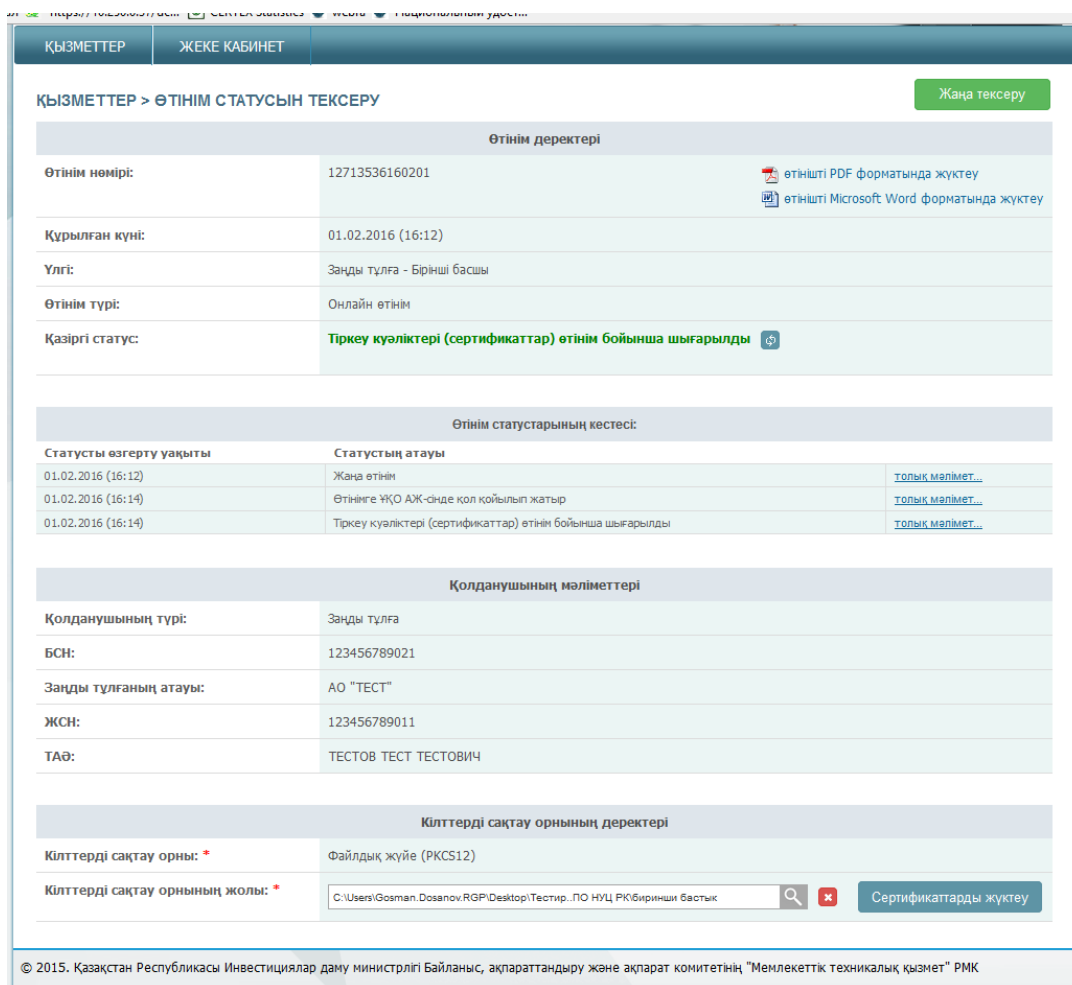 CERTEX Statistics
ҚЫЗМЕТТЕР ЖЕКЕ КАБИНЕТ
ҚЫЗМЕТТЕР > ӨТІНІМ СТАТУСЫН ТЕКСЕРУ
Жаңа тексеру
Өтінім деректері
Өтінім нөмірі: 12713536160201 өтінішті PDF форматында жүктеу
өтінішті Microsoft Word форматында жүктеу
Құрылған күні: 01.02.2016 (16:12)
Үлгі: Заңды тұлға - Бірінші басшы
Өтінім түрі: Онлайн өтінім
Қазіргі статус: Тіркеу куәліктері (сертификаттар) өтінім бойынша шығарылды
Өтінім статустарының кестесі:
Статусты өзгерту уақыты Статустың атауы
01.02.2016 (16:12) Жаңа өтінім толық мәлімет...
01.02.2016 (16:14) Өтінімге ҰҚО АЖ-сінде қол қойылып жатыр толық мәлімет...
01.02.2016 (16:14) Тіркеу куәліктері (сертификаттар) өтінім бойынша шығарылды толық мәлімет...
Қолданушының мәліметтері
Қолданушының түрі: Заңды тұлға
БСН: 123456789021
Заңды тұлғаның атауы: АО "ТЕСТ"
ЖСН: 123456789011
ТАӘ: ТЕСТОВ ТЕСТ ТЕСТОВИЧ
Кілттерді сақтау орнының деректері
Кілттерді сақтау орны: * Файлдық жүйе (PKCS12)
Кілттерді сақтау орнының жолы: * C:\Users\Gosman.Dosanov.RGP\Desktop\Тестир..ПО НУЦ РК\биринши бастык Сертификаттарды жүктеу
© 2015. Қазақстан Республикасы Инвестициялар даму министрлігі Байланыс, ақпараттандыру және ақпарат комитетінің "Мемлекеттік техникалық қызмет" РМК